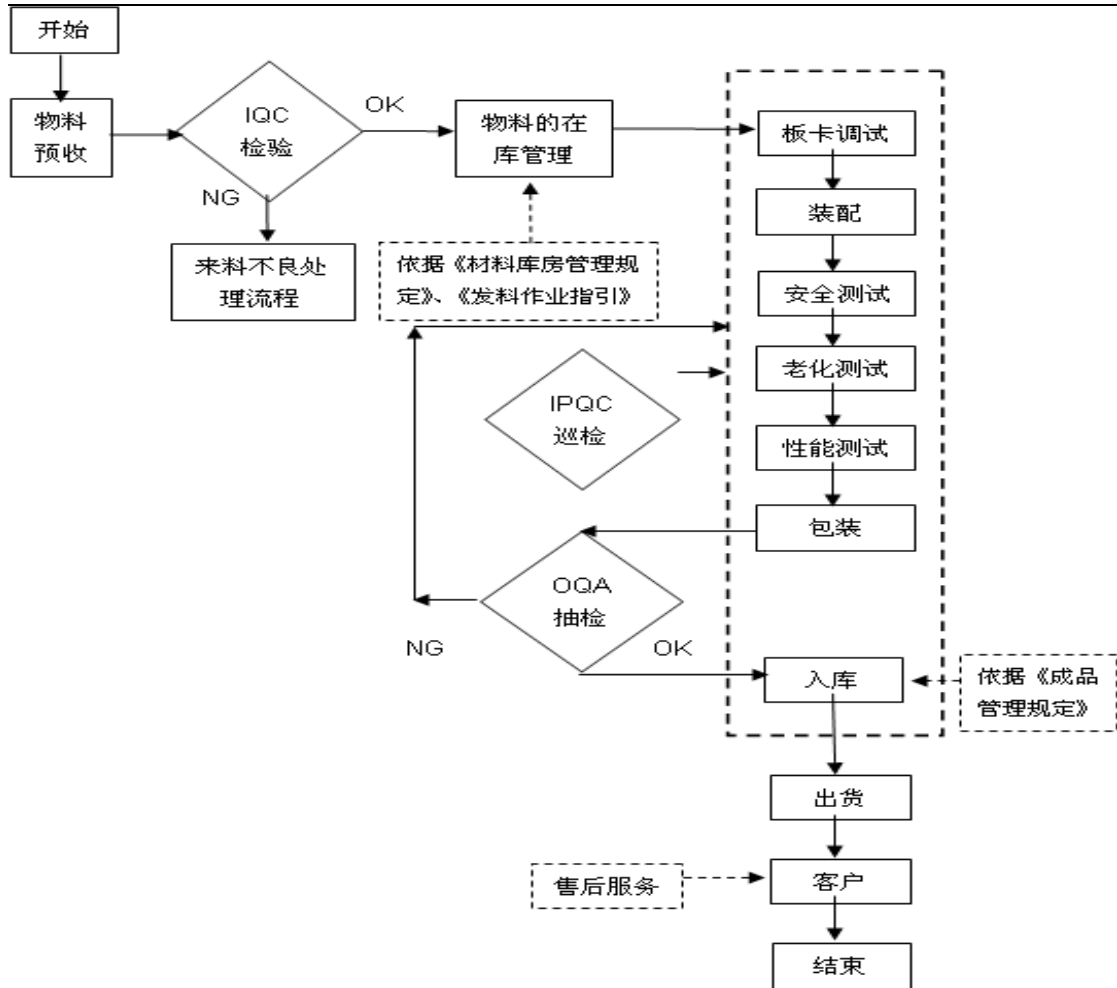 开始
物料
预收
IQC
检验
OK
NG
来料不良处
理流程
物料的在
库管理
依据《材料库房管理规
定》、《发料作业指引》
板卡调试
装配
安全测试
老化测试
IPQC
巡检
性能测试
包装
OQA
抽检
NG
OK
入库
依据《成品
管理规定》
出货
售后服务
客户
结束